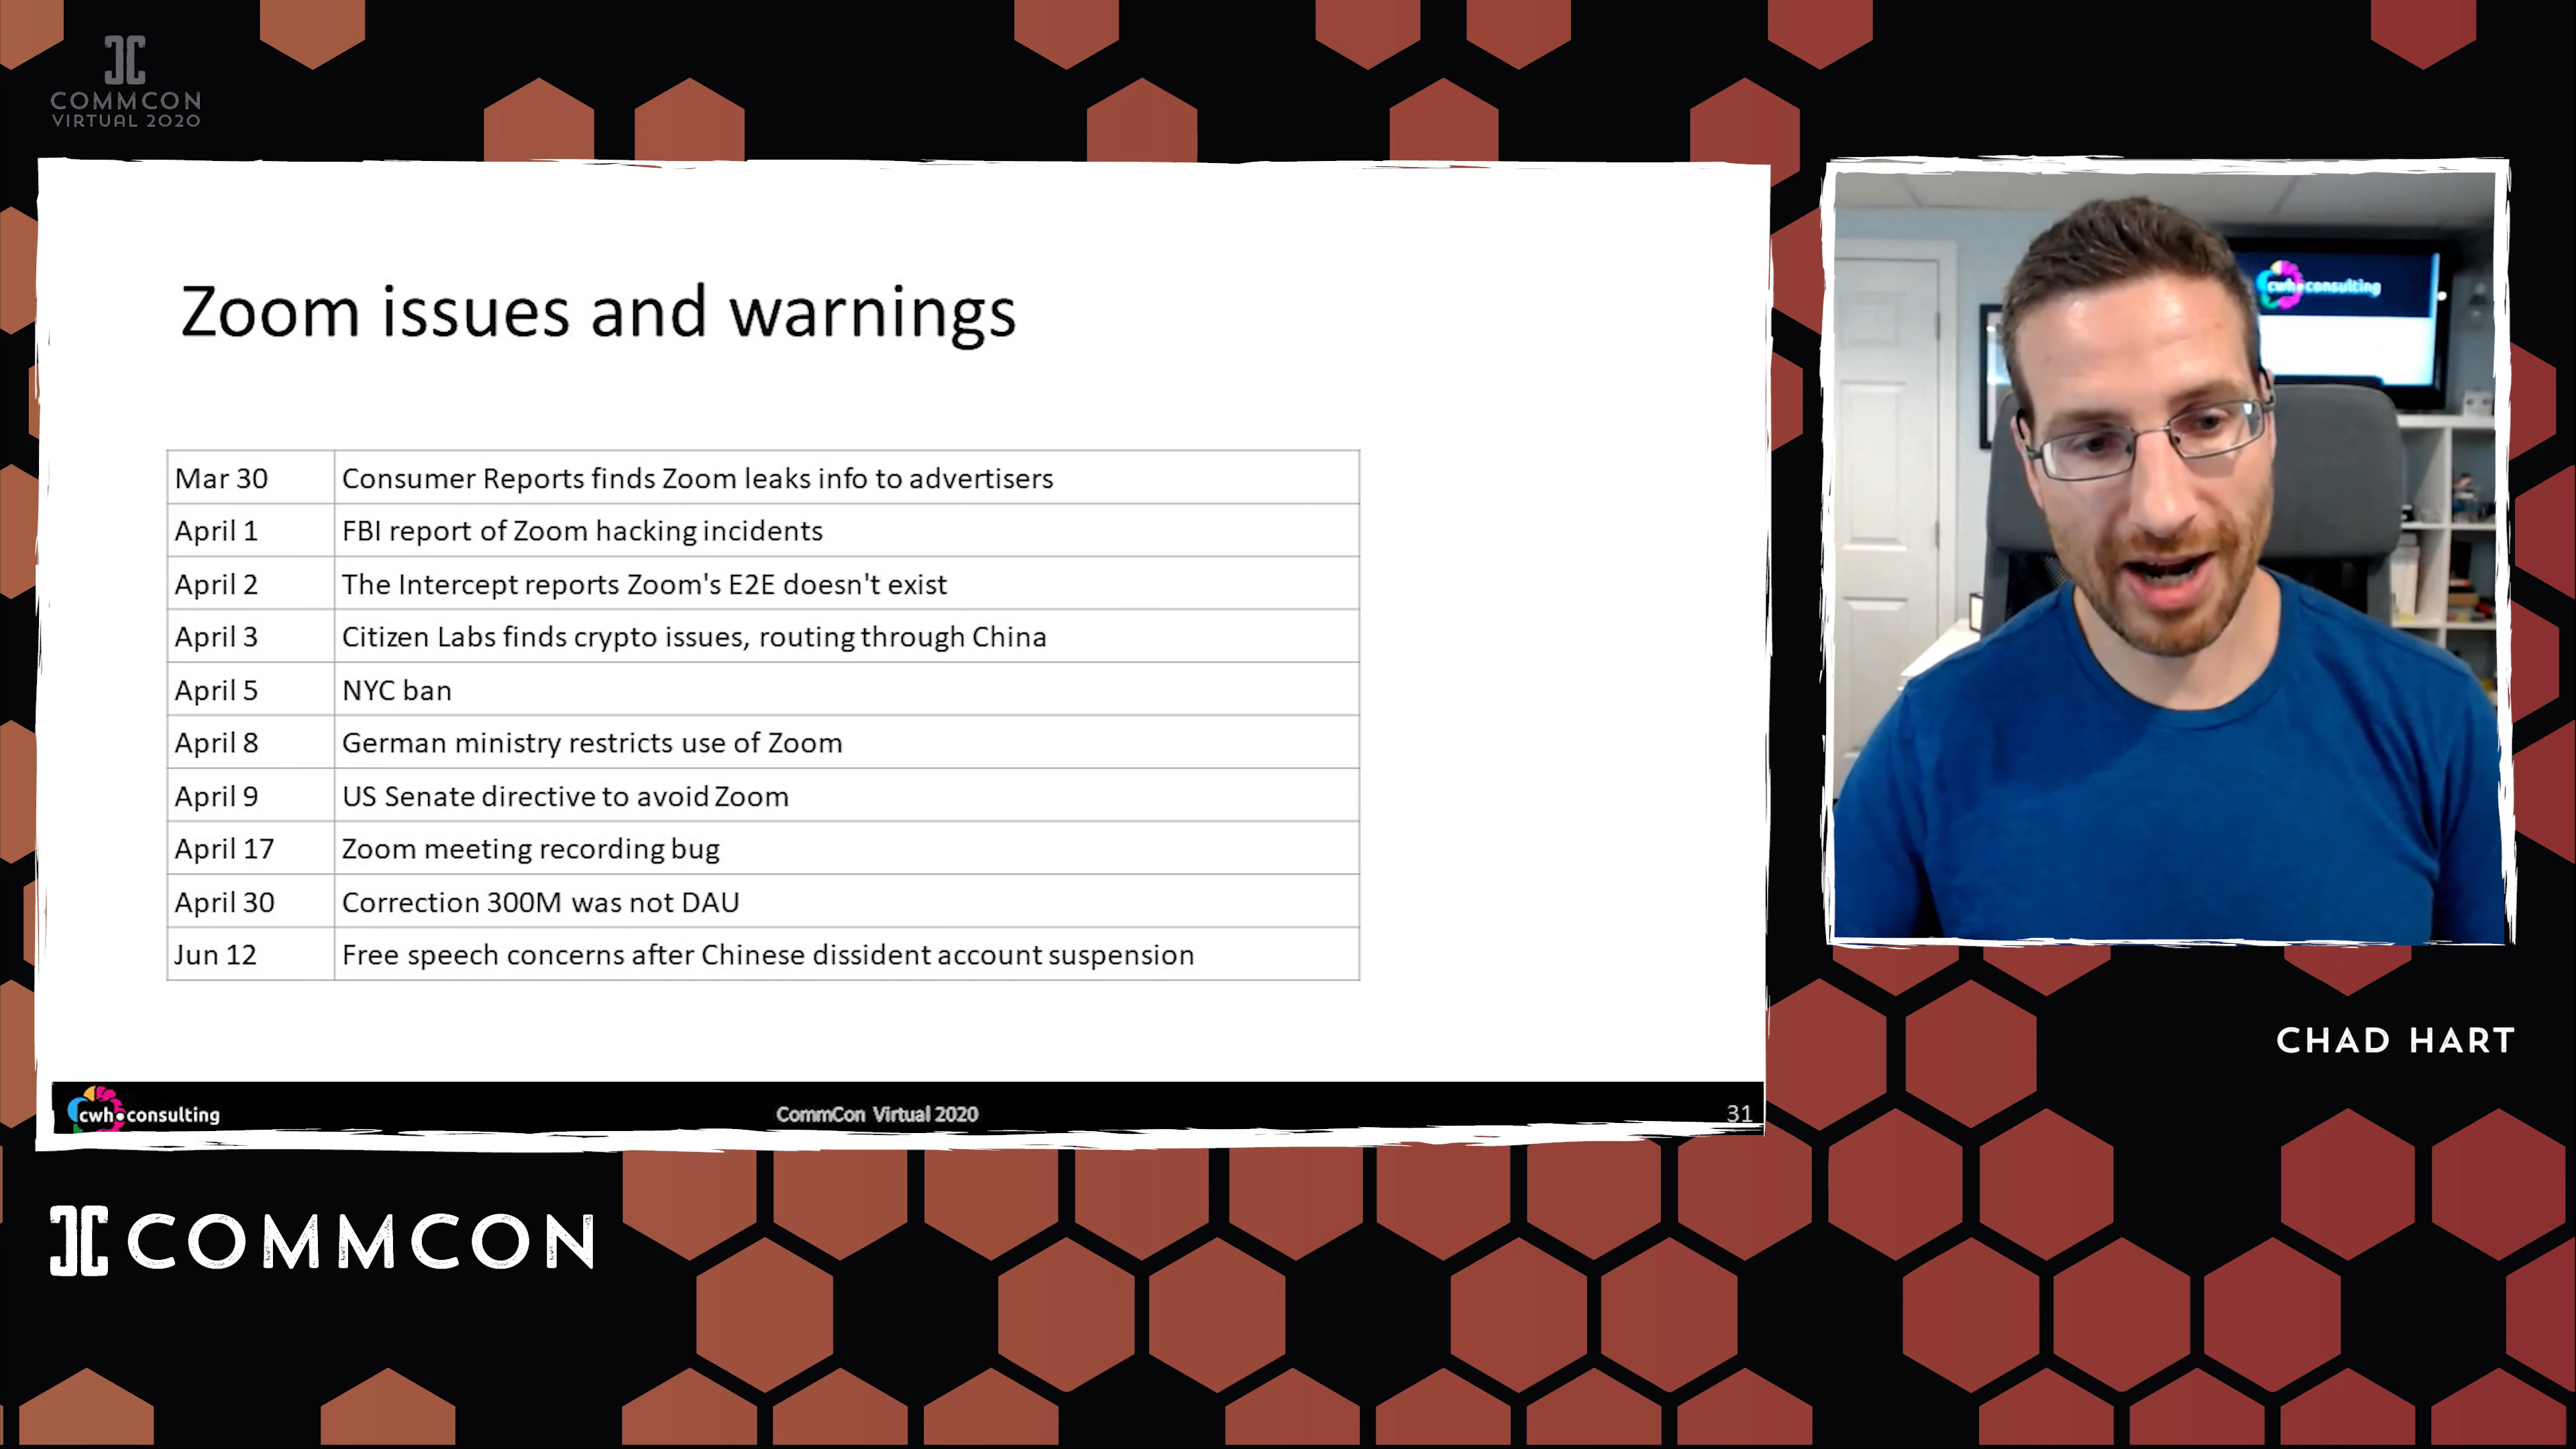 COMMCON
VIRTUAL 2020
Zoom issues and warnings
Mar 30 Consumer Reports finds Zoom leaks info to advertisers
April 1 FBI report of Zoom hacking incidents
April 2 The Intercept reports Zoom's E2E doesn't exist
April 3 Citizen Labs finds crypto issues, routing through China
April 5 NYC ban
April 8 German ministry restricts use of Zoom
April 9 US Senate directive to avoid Zoom
April 17 Zoom meeting recording bug
April 30 Correction 300M was not DAU
Jun 12 Free speech concerns after Chinese dissident account suspension
cwh consulting
CommCon Virtual 2020
31
cwh consulting
CHAD HART
COMMCON